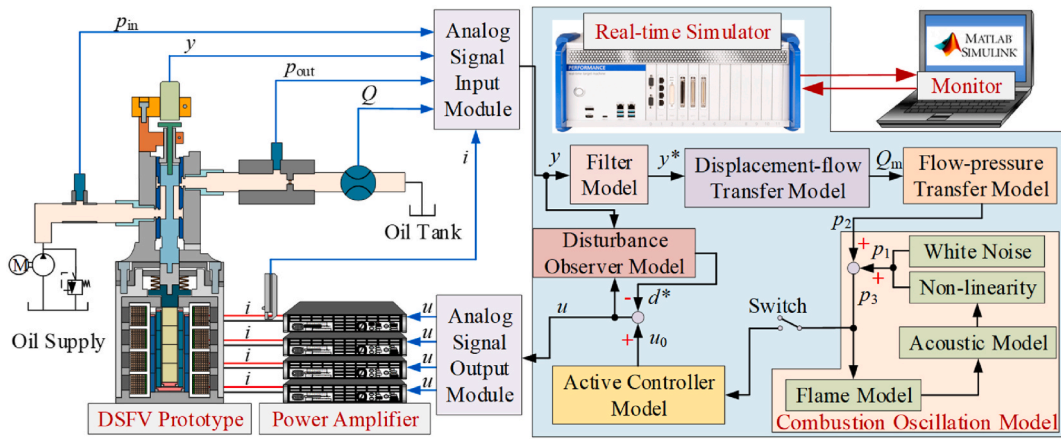 p_in
y
p_out
Q
i
Analog
Signal
Input
Module
Oil Tank
M
Oil Supply
i
i
i
i
u
u
u
u
Analog
Signal
Output
Module
DSFV Prototype
Power Amplifier
Real-time Simulator
PERFORMANCE
MATLAB
SIMULINK
Monitor
y
Filter
Model
y*
Displacement-flow
Transfer Model
Q_m
Flow-pressure
Transfer Model
p_2
Disturbance
Observer Model
-
d*
u
+
u_0
Active Controller
Model
Switch
+
p_1
+
p_3
White Noise
Non-linearity
Acoustic Model
Flame Model
Combustion Oscillation Model